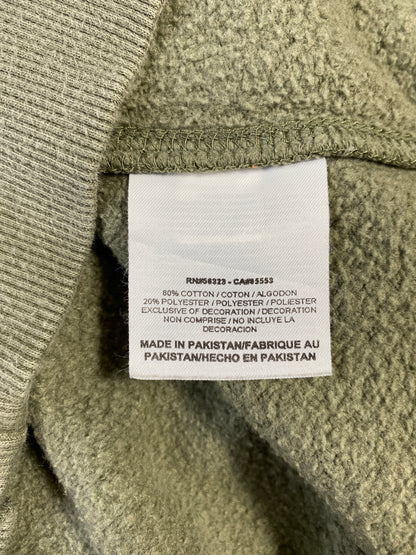 RN#56323 - CA#05553
80% COTTON / COTON / ALGODON
20% POLYESTER / POLYESTER / POLIESTER
EXCLUSIVE OF DECORATION / DECORATION
NON COMPRISE / NO INCLUYE LA
DECORACION
MADE IN PAKISTAN/FABRIQUE AU
PAKISTAN/HECHO EN PAKISTAN